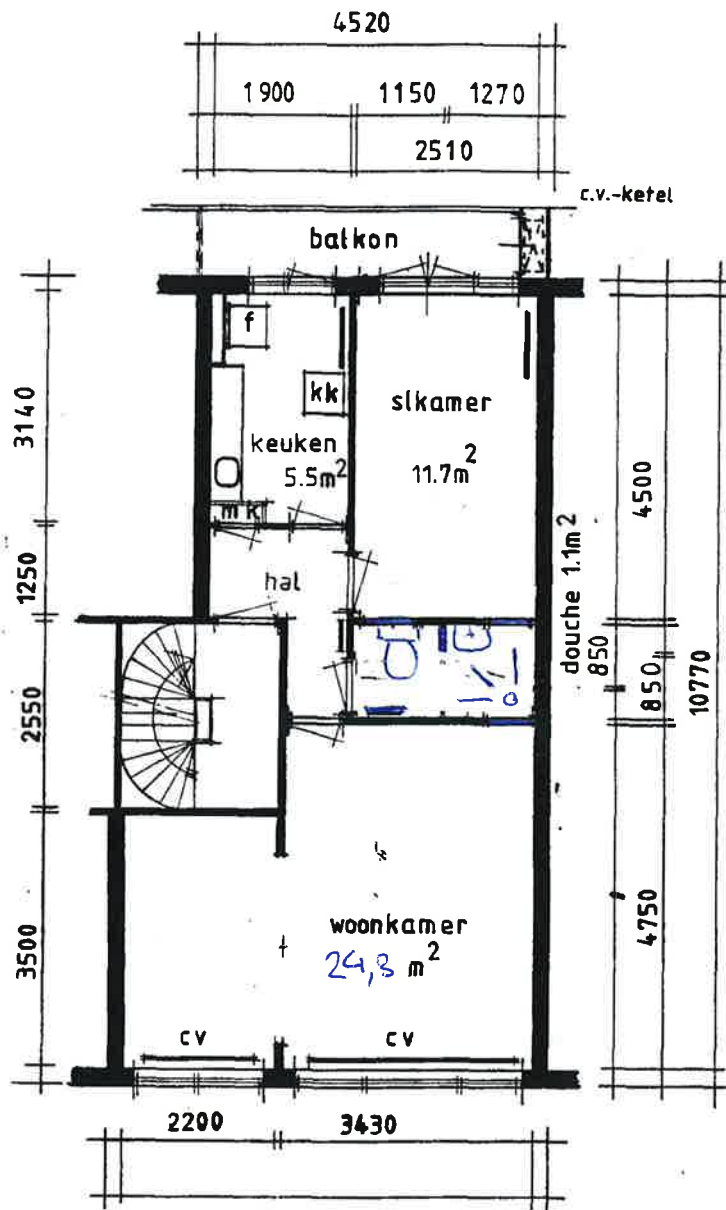 4520
1900 1150 1270
2510
c.v.-ketel
balkon
f
kk
slkamer
keuken
5.5m²
11.7m²
mk
hal
3140
1250
2550
3500
4500
douche 1.1m²
850
850
10770
4750
woonkamer
24,8 m²
cv
cv
2200 3430